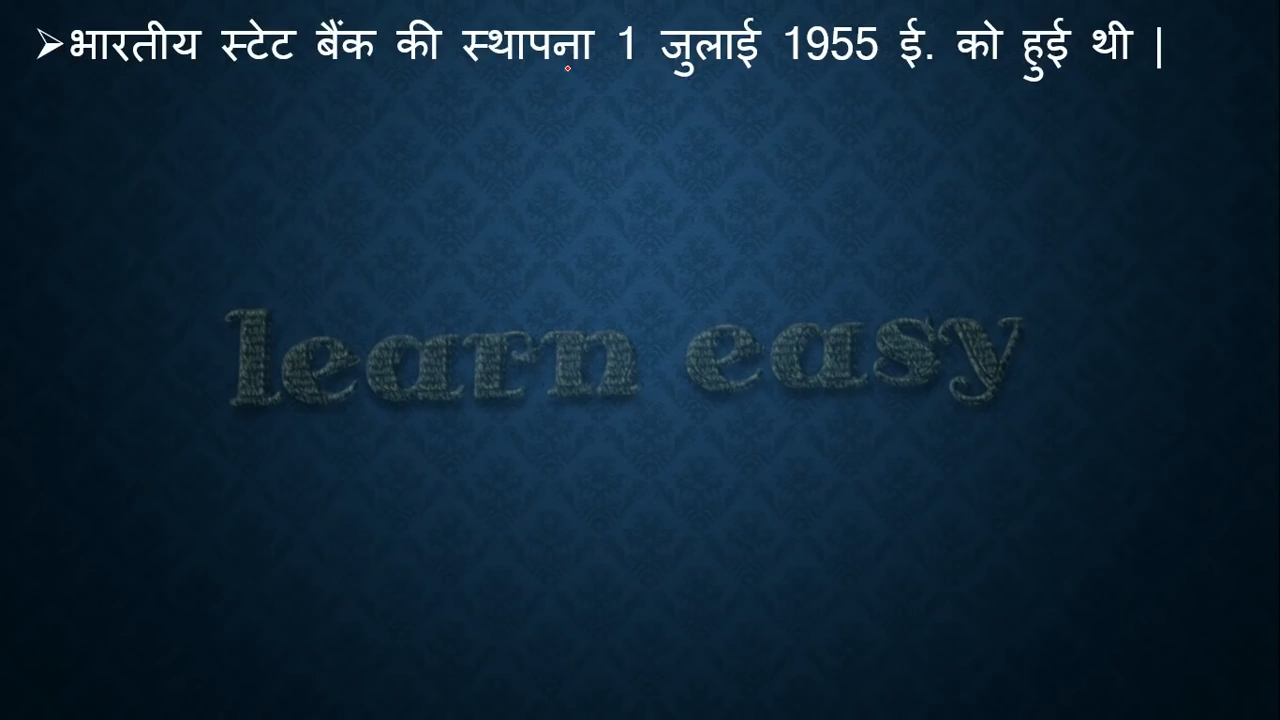 ➢भारतीय स्टेट बैंक की स्थापना 1 जुलाई 1955 ई. को हुई थी |
learn easy